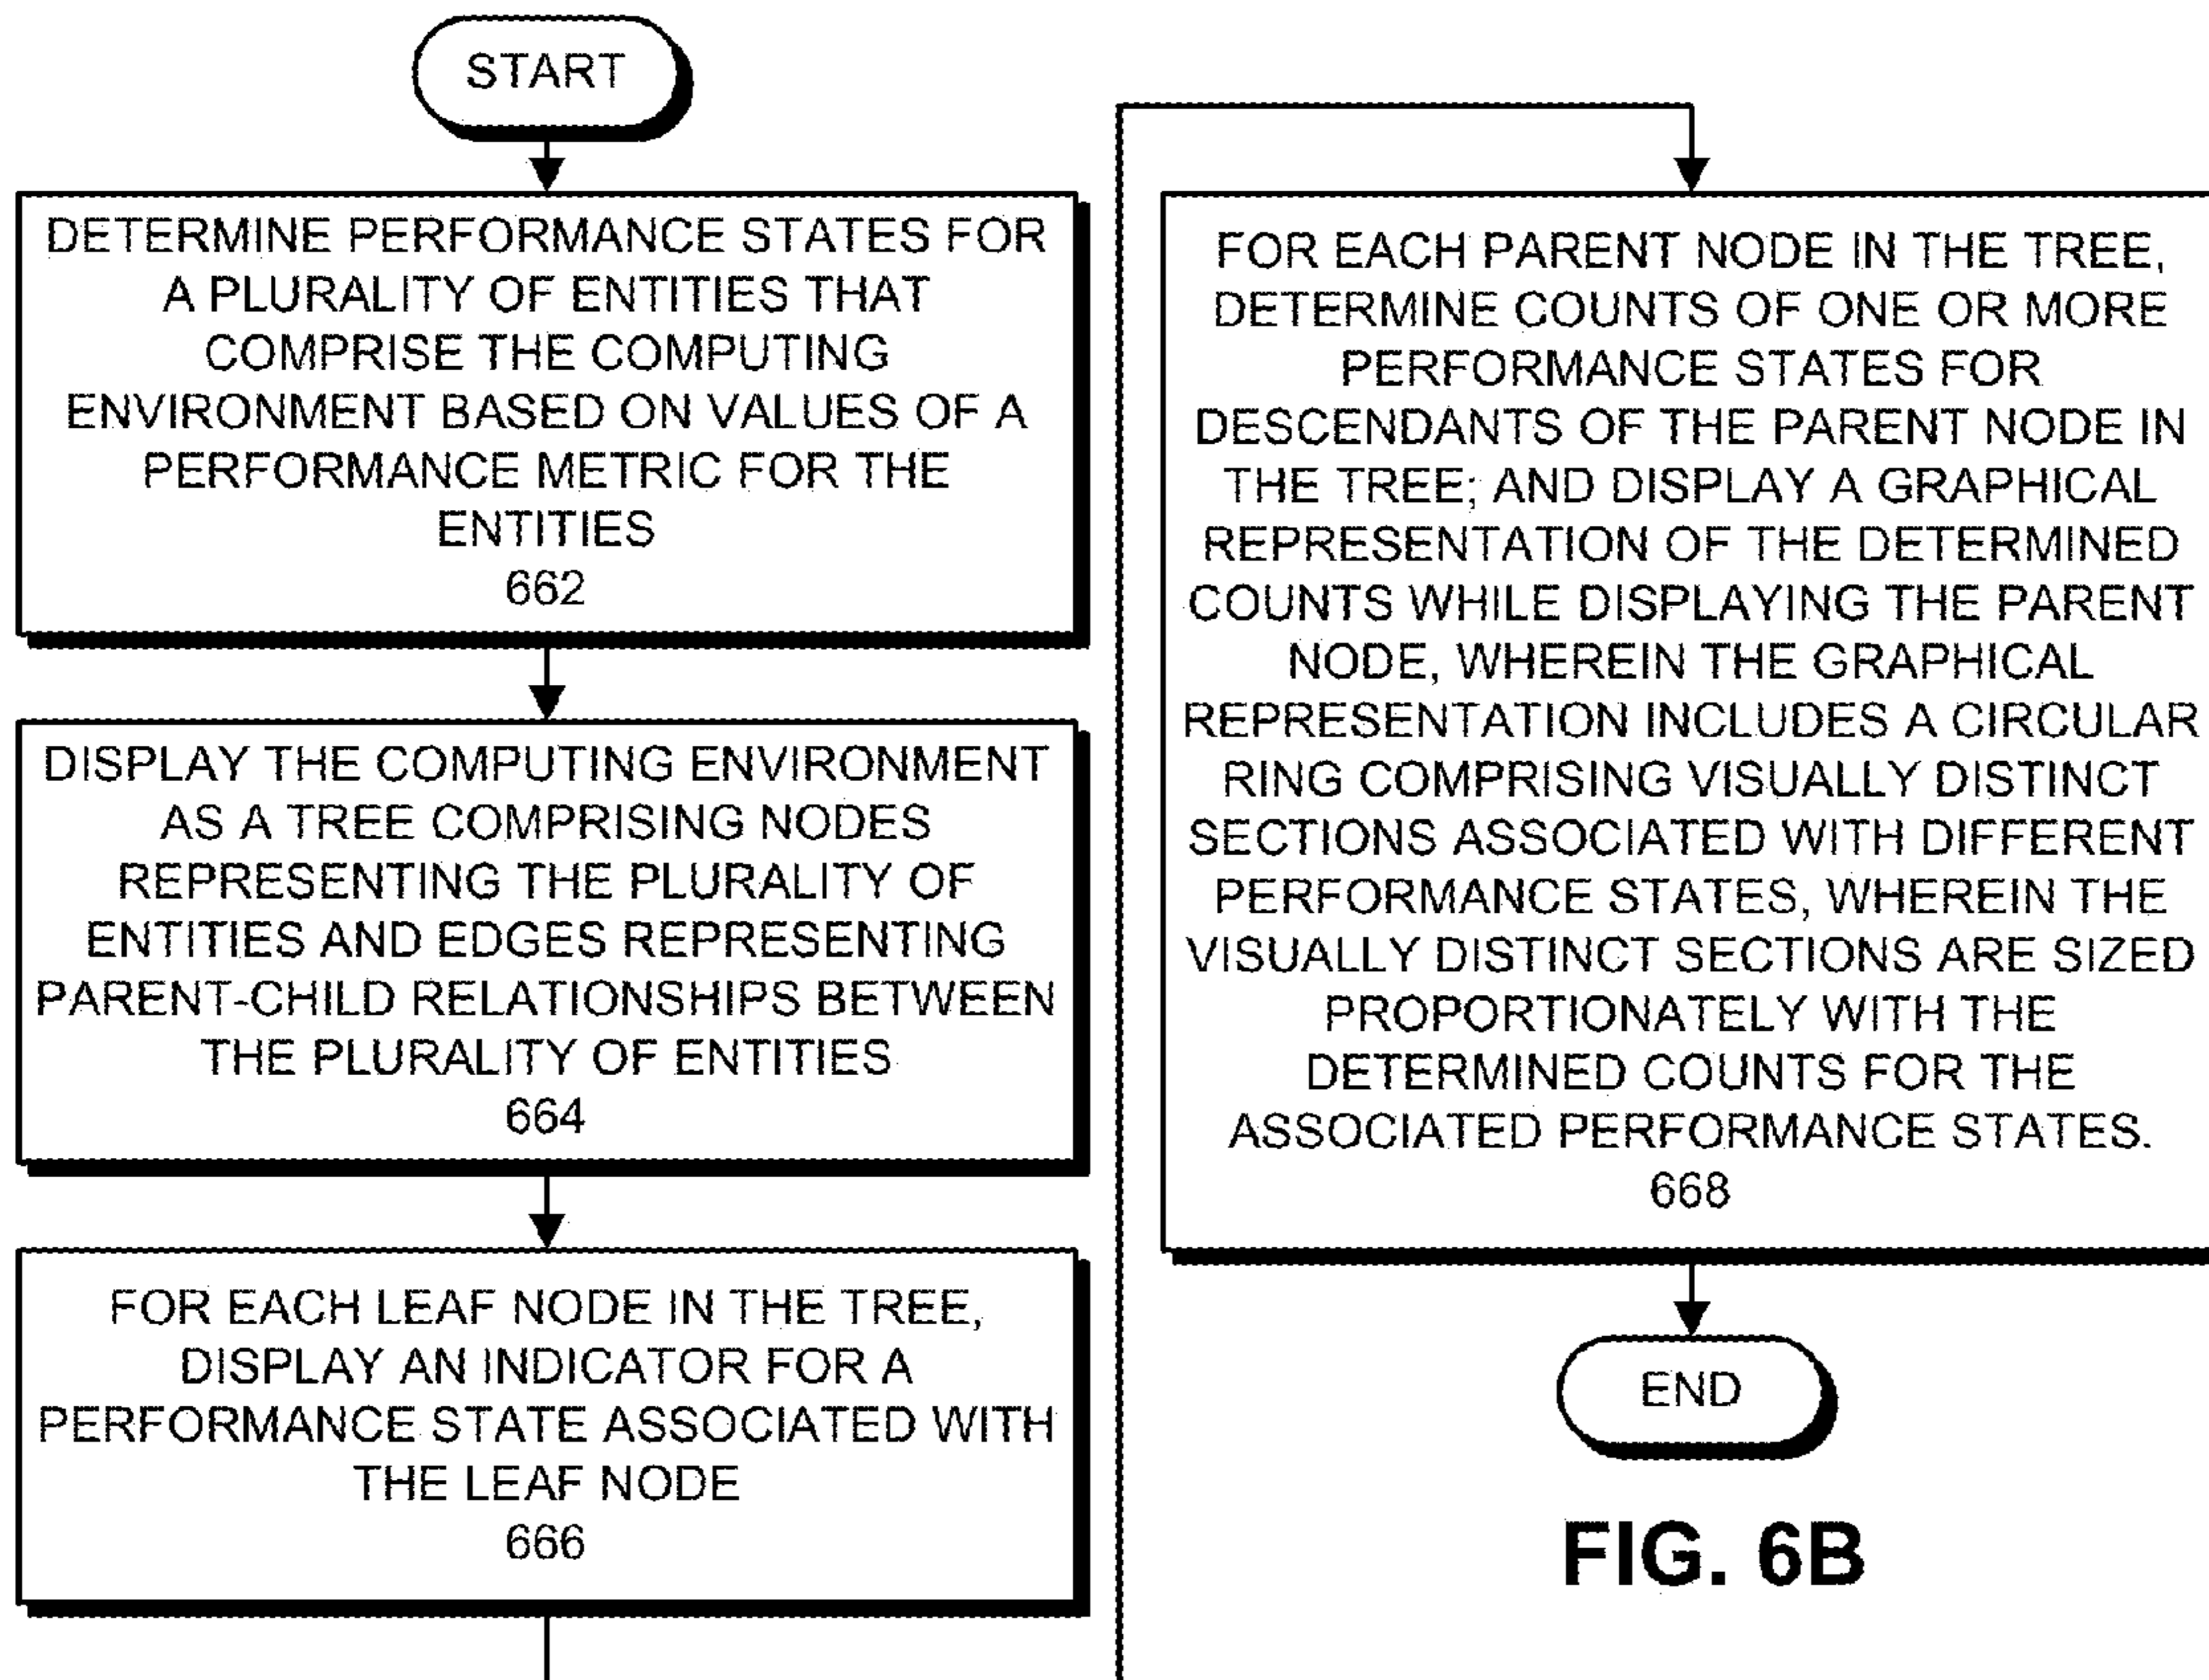 START
DETERMINE PERFORMANCE STATES FOR
A PLURALITY OF ENTITIES THAT
COMPRISE THE COMPUTING
ENVIRONMENT BASED ON VALUES OF A
PERFORMANCE METRIC FOR THE
ENTITIES
662
DISPLAY THE COMPUTING ENVIRONMENT
AS A TREE COMPRISING NODES
REPRESENTING THE PLURALITY OF
ENTITIES AND EDGES REPRESENTING
PARENT-CHILD RELATIONSHIPS BETWEEN
THE PLURALITY OF ENTITIES
664
FOR EACH LEAF NODE IN THE TREE,
DISPLAY AN INDICATOR FOR A
PERFORMANCE STATE ASSOCIATED WITH
THE LEAF NODE
666
FOR EACH PARENT NODE IN THE TREE,
DETERMINE COUNTS OF ONE OR MORE
PERFORMANCE STATES FOR
DESCENDANTS OF THE PARENT NODE IN
THE TREE; AND DISPLAY A GRAPHICAL
REPRESENTATION OF THE DETERMINED
COUNTS WHILE DISPLAYING THE PARENT
NODE, WHEREIN THE GRAPHICAL
REPRESENTATION INCLUDES A CIRCULAR
RING COMPRISING VISUALLY DISTINCT
SECTIONS ASSOCIATED WITH DIFFERENT
PERFORMANCE STATES, WHEREIN THE
VISUALLY DISTINCT SECTIONS ARE SIZED
PROPORTIONATELY WITH THE
DETERMINED COUNTS FOR THE
ASSOCIATED PERFORMANCE STATES.
668
END
FIG. 6B